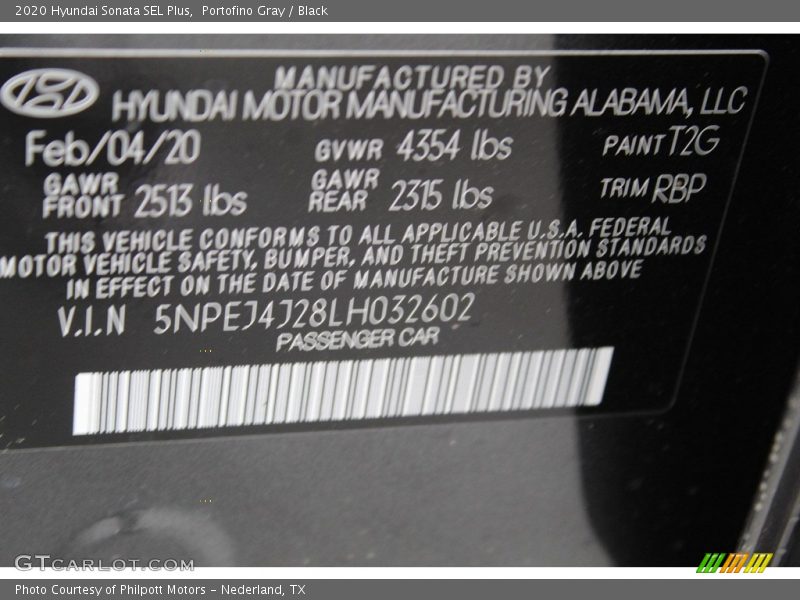 2020 Hyundai Sonata SEL Plus,  Portofino Gray / Black
MANUFACTURED BY
HYUNDAI MOTOR MANUFACTURING ALABAMA, LLC
Feb/04/20 GVWR 4354 lbs PAINT T2G
GAWR FRONT 2513 lbs GAWR REAR 2315 lbs TRIM RBP
THIS VEHICLE CONFORMS TO ALL APPLICABLE U.S.A. FEDERAL
MOTOR VEHICLE SAFETY, BUMPER, AND THEFT PREVENTION STANDARDS
IN EFFECT ON THE DATE OF MANUFACTURE SHOWN ABOVE
V.I.N 5NPEJ4J28LH032602
PASSENGER CAR
GTCARLOT.COM
Photo Courtesy of Philpott Motors – Nederland, TX